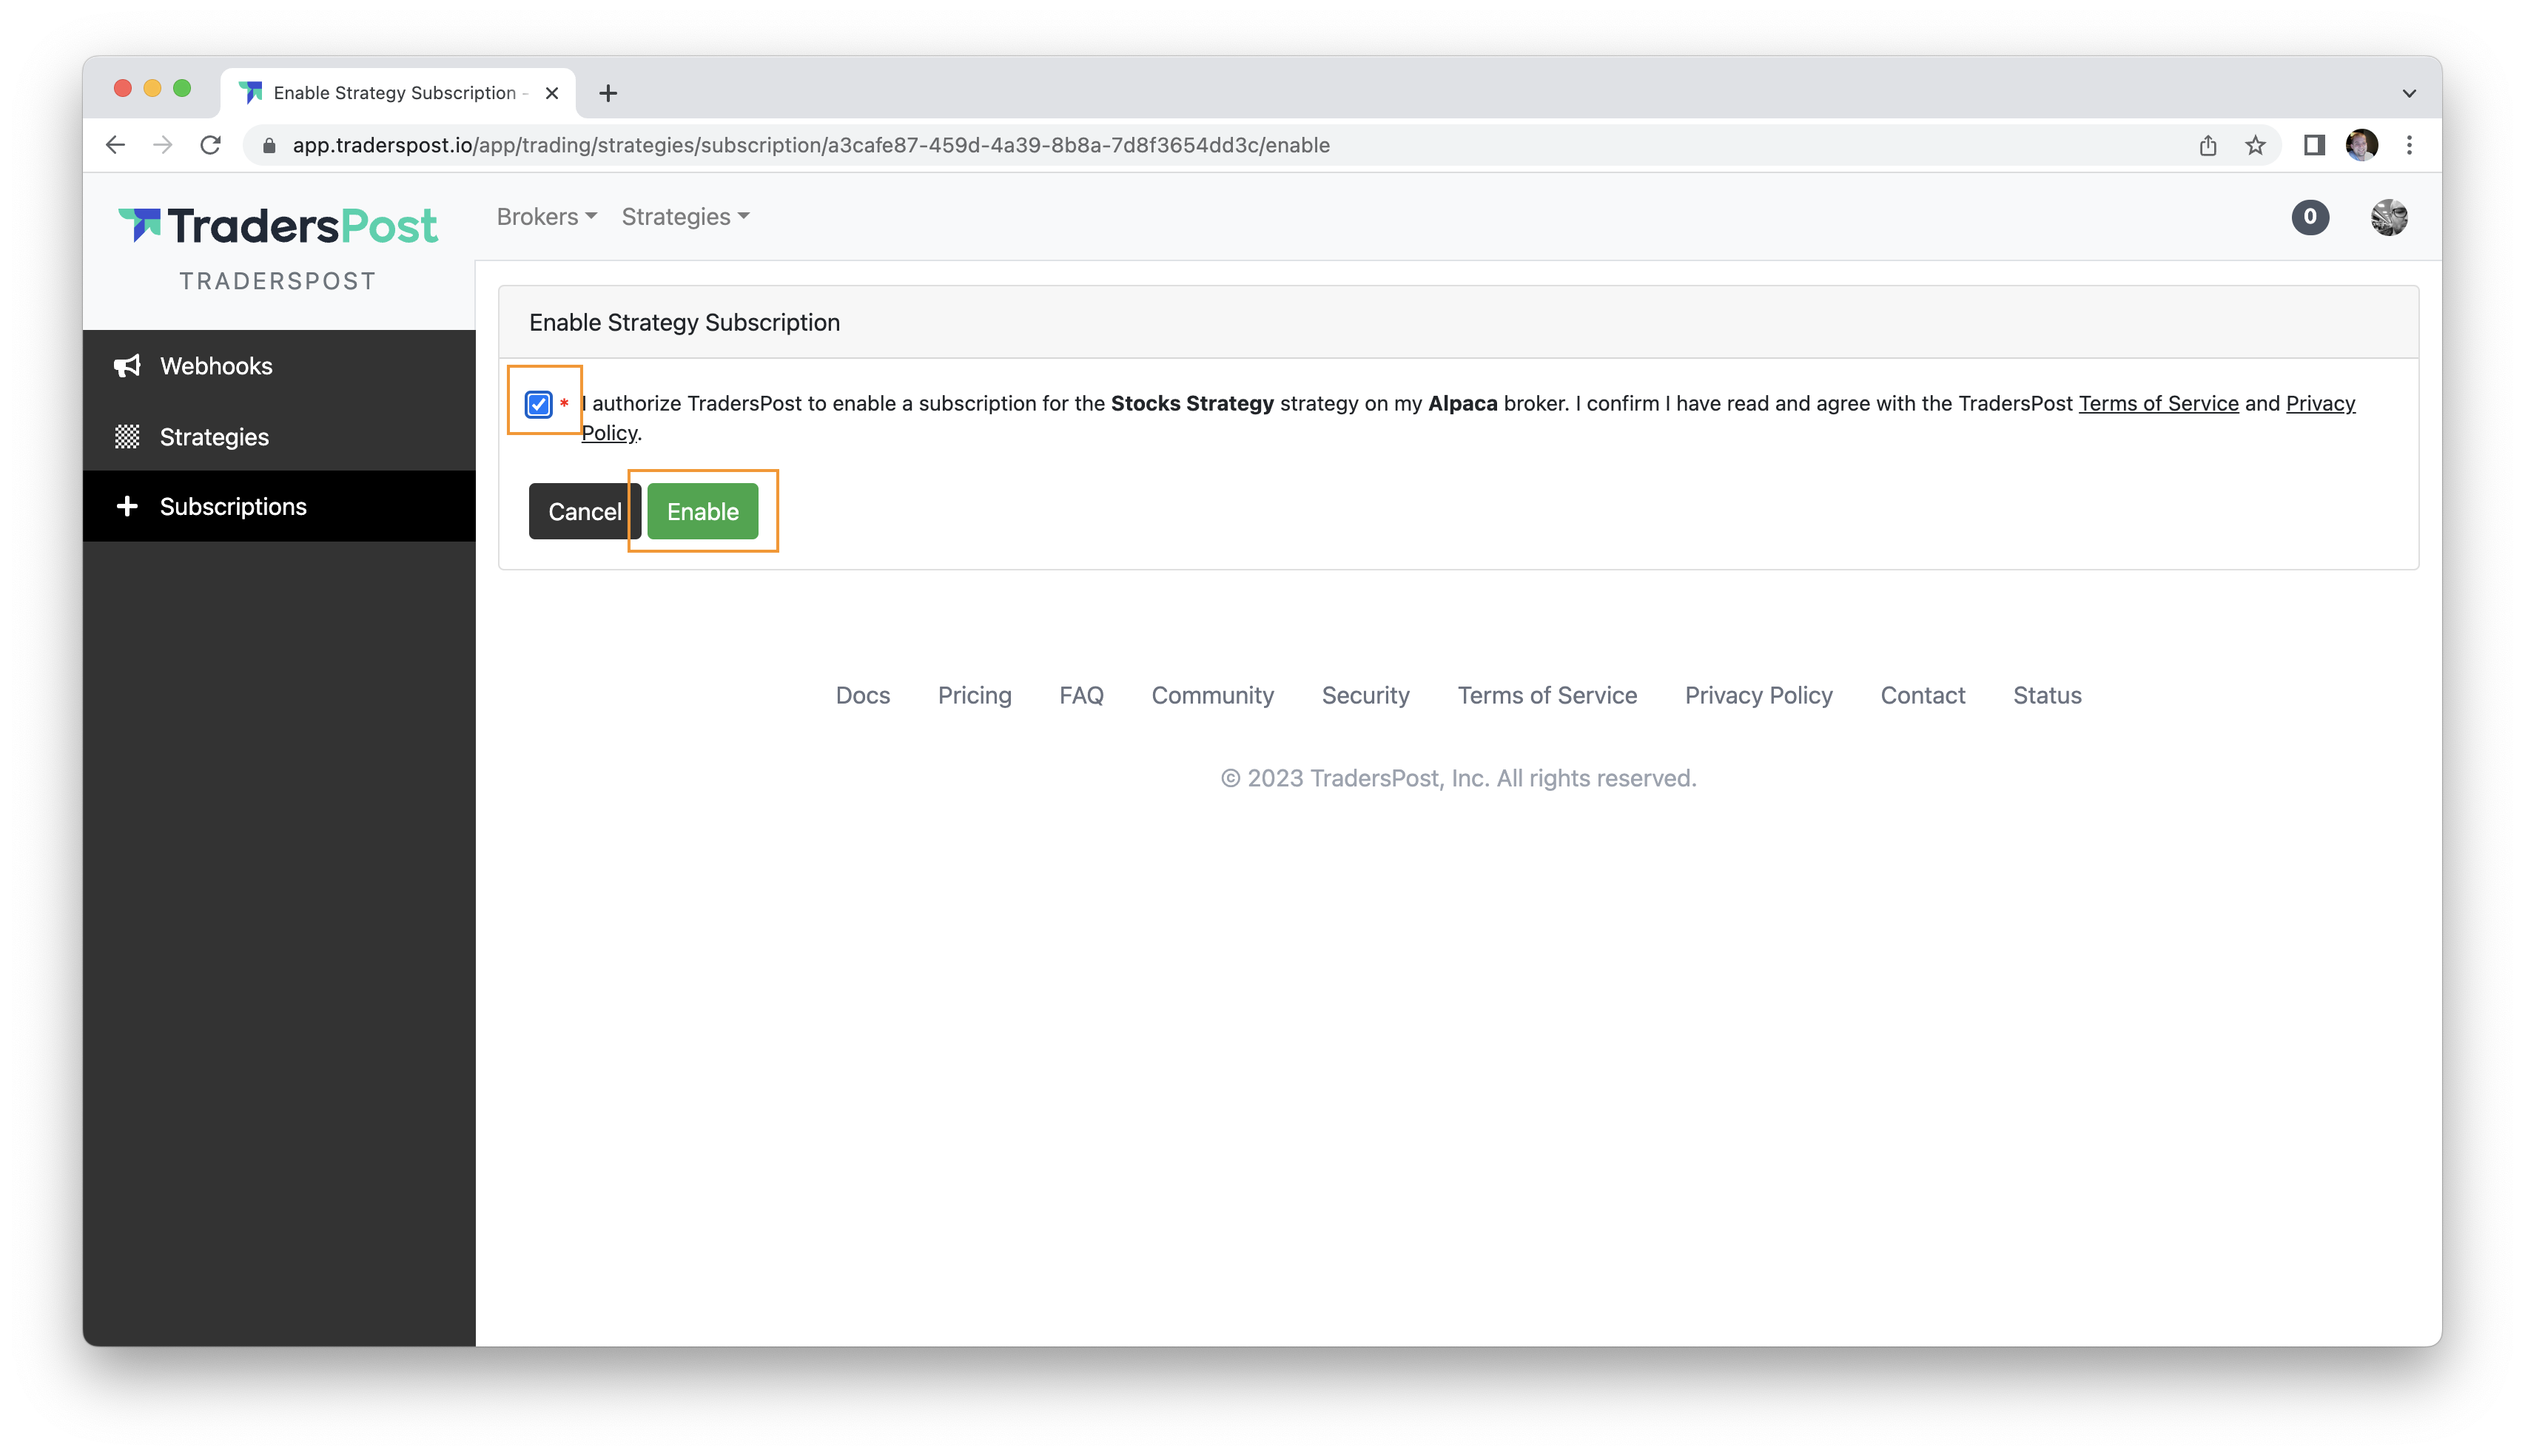 Enable Strategy Subscription -
app.traderspost.io/app/trading/strategies/subscription/a3cafe87-459d-4a39-8b8a-7d8f3654dd3c/enable
TradersPost
TRADERSPOST
Brokers
Strategies
0
Webhooks
Strategies
Subscriptions
Enable Strategy Subscription
* I authorize TradersPost to enable a subscription for the Stocks Strategy strategy on my Alpaca broker. I confirm I have read and agree with the TradersPost Terms of Service and Privacy
Policy.
Cancel
Enable
Docs Pricing FAQ Community Security Terms of Service Privacy Policy Contact Status
© 2023 TradersPost, Inc. All rights reserved.